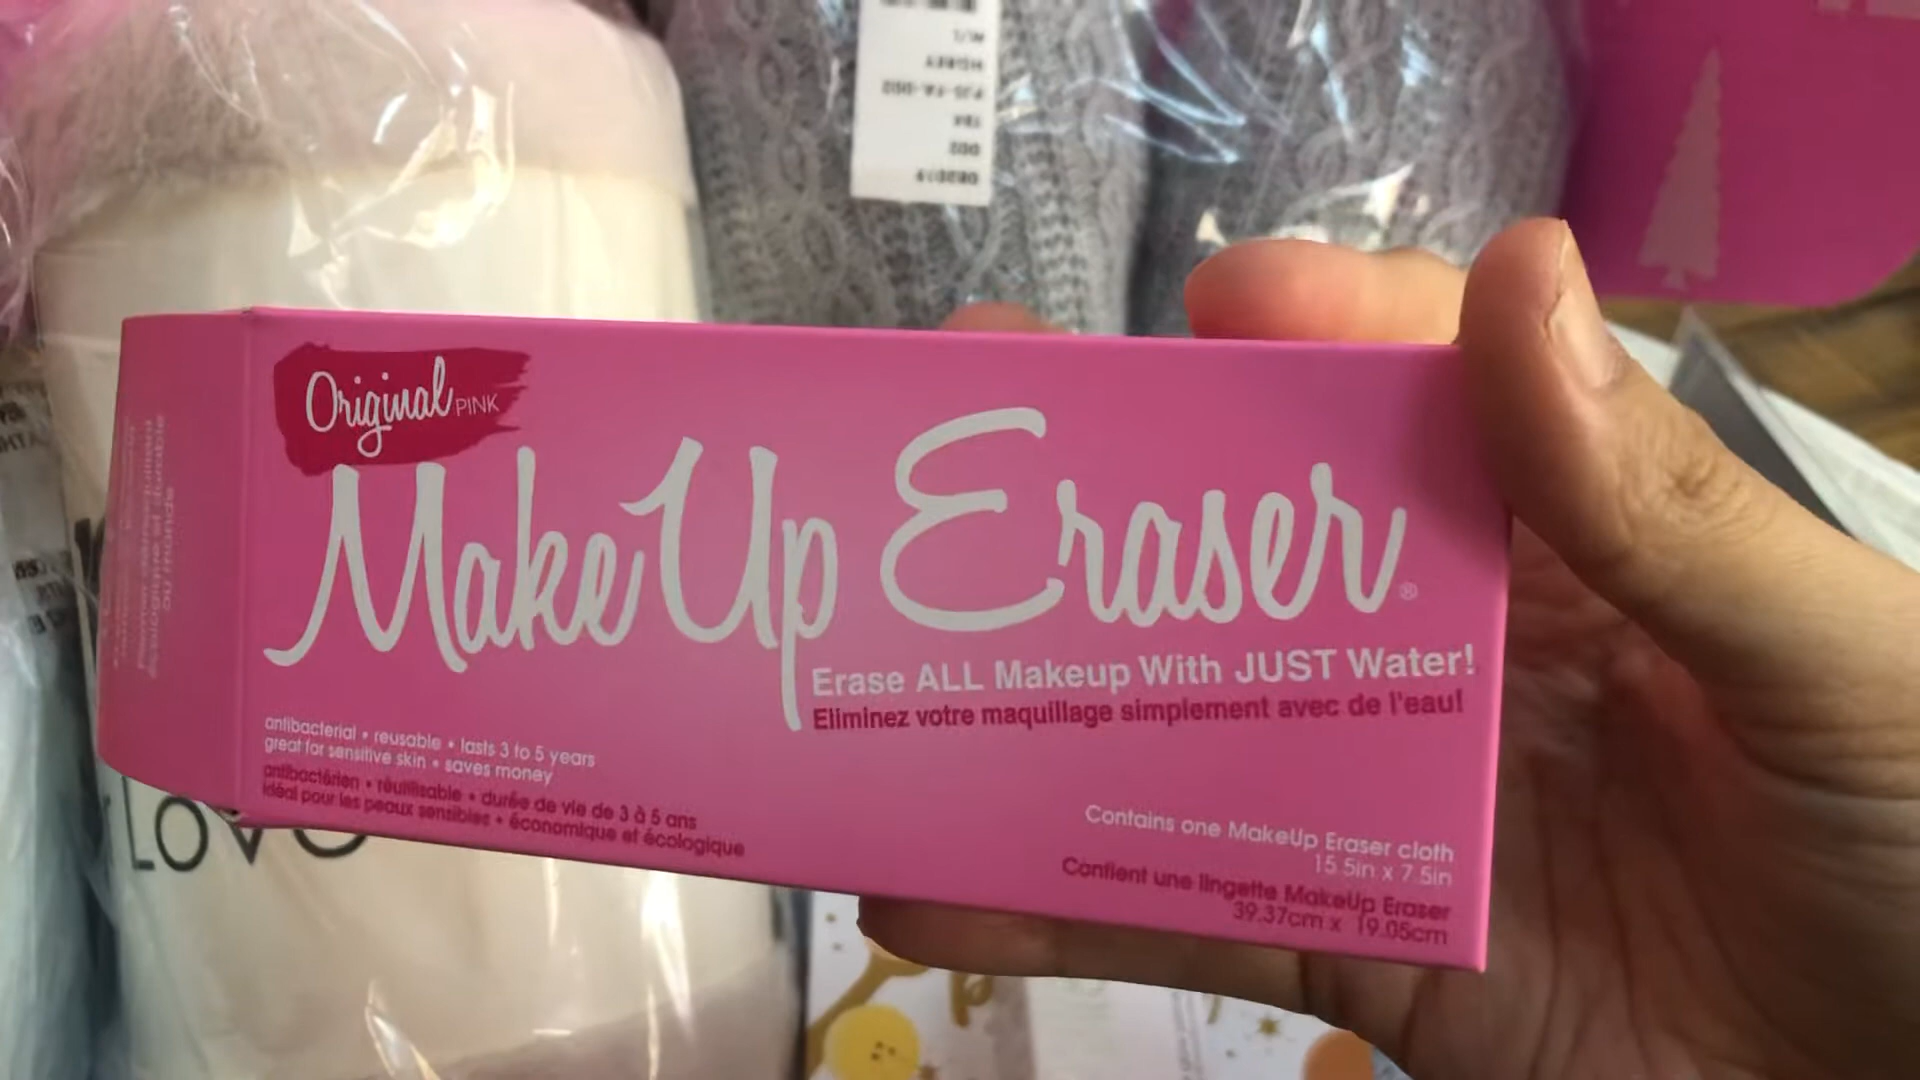 Original PINK
MakeUp Eraser®
Erase ALL Makeup With JUST Water!
Eliminez votre maquillage simplement avec de l'eau!
antibacterial • reusable • lasts 3 to 5 years
great for sensitive skin • saves money
antibactérien • réutilisable • durée de vie de 3 à 5 ans
idéal pour les peaux sensibles • économique et écologique
Contains one MakeUp Eraser cloth
15.5in x 7.5in
Contient une lingette MakeUp Eraser
39.37cm x 19.05cm
LOVE